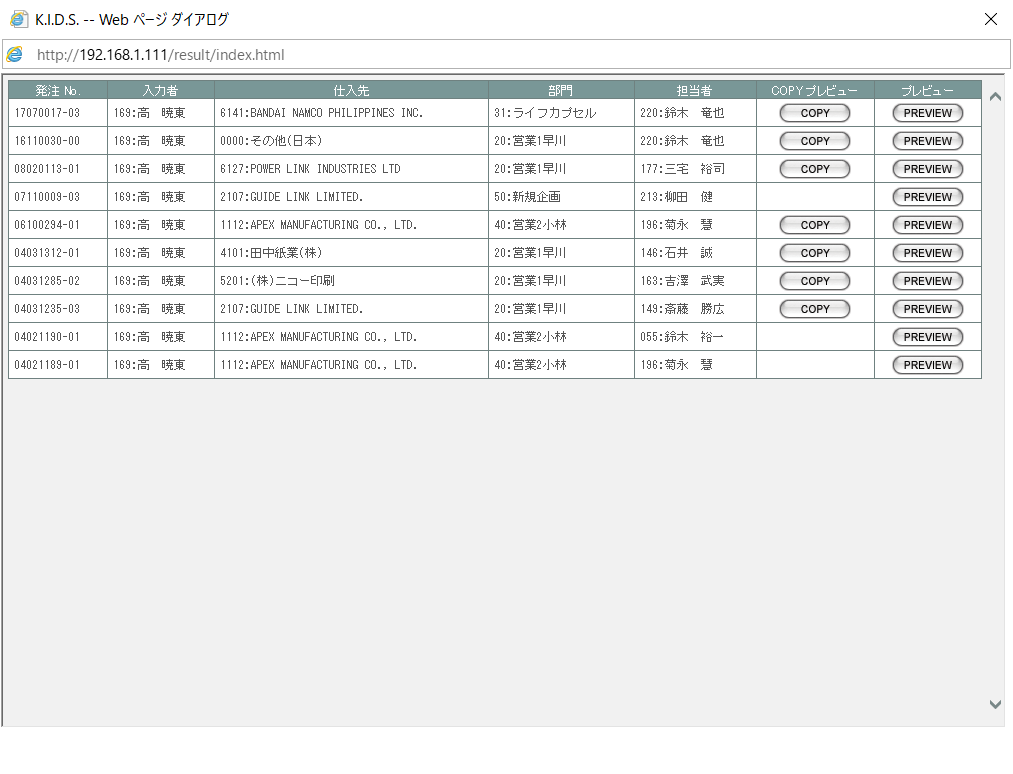 K.I.D.S. -- Web ページ ダイアログ
http://192.168.1.111/result/index.html
発注 No. 入力者 仕入先 部門 担当者 COPYプレビュー プレビュー
17070017-03 169:高　暁東 6141:BANDAI NAMCO PHILIPPINES INC. 31:ライフカプセル 220:鈴木　竜也 COPY PREVIEW
16110030-00 169:高　暁東 0000:その他(日本) 20:営業1早川 220:鈴木　竜也 COPY PREVIEW
08020113-01 169:高　暁東 6127:POWER LINK INDUSTRIES LTD 20:営業1早川 177:三宅　裕司 COPY PREVIEW
07110009-03 169:高　暁東 2107:GUIDE LINK LIMITED. 50:新規企画 213:柳田　健 PREVIEW
06100294-01 169:高　暁東 1112:APEX MANUFACTURING CO., LTD. 40:営業2小林 196:菊永　慧 COPY PREVIEW
04031312-01 169:高　暁東 4101:田中紙業(株) 20:営業1早川 146:石井　誠 COPY PREVIEW
04031285-02 169:高　暁東 5201:(株)ニコー印刷 20:営業1早川 163:吉澤　武実 COPY PREVIEW
04031235-03 169:高　暁東 2107:GUIDE LINK LIMITED. 20:営業1早川 149:斎藤　勝広 COPY PREVIEW
04021190-01 169:高　暁東 1112:APEX MANUFACTURING CO., LTD. 40:営業2小林 055:鈴木　裕一 PREVIEW
04021189-01 169:高　暁東 1112:APEX MANUFACTURING CO., LTD. 40:営業2小林 196:菊永　慧 PREVIEW